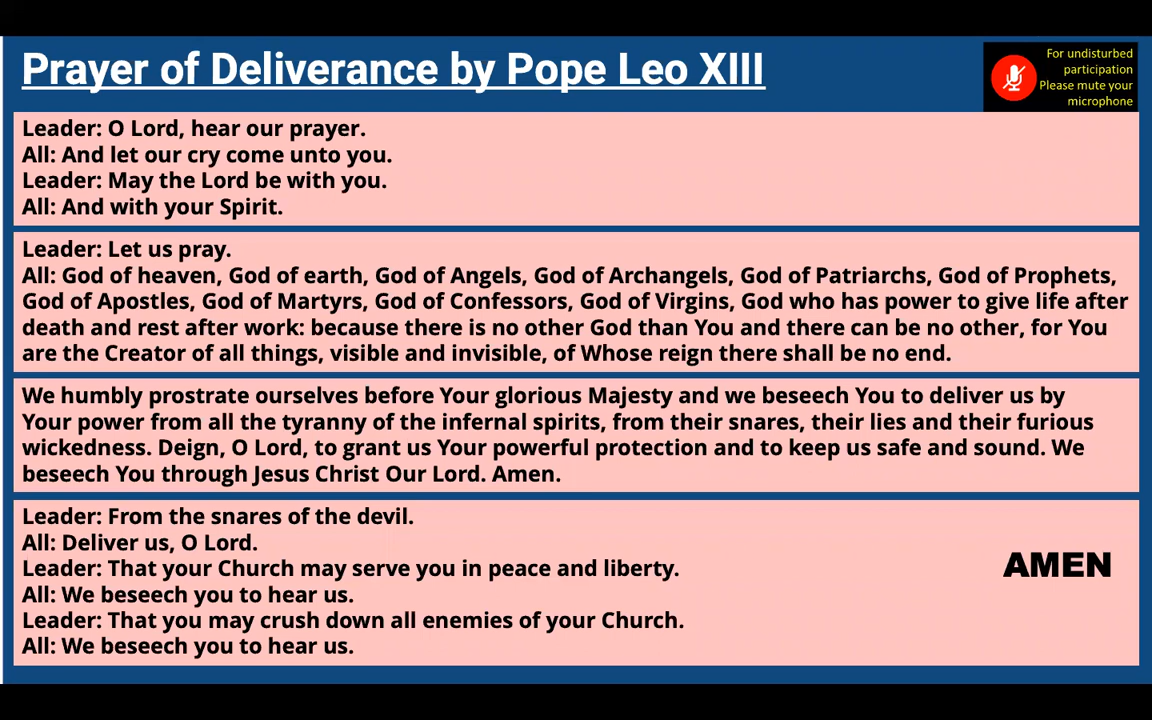 Prayer of Deliverance by Pope Leo XIII
For undisturbed
participation
Please mute your
microphone
Leader: O Lord, hear our prayer.
All: And let our cry come unto you.
Leader: May the Lord be with you.
All: And with your Spirit.
Leader: Let us pray.
All: God of heaven, God of earth, God of Angels, God of Archangels, God of Patriarchs, God of Prophets,
God of Apostles, God of Martyrs, God of Confessors, God of Virgins, God who has power to give life after
death and rest after work: because there is no other God than You and there can be no other, for You
are the Creator of all things, visible and invisible, of Whose reign there shall be no end.
We humbly prostrate ourselves before Your glorious Majesty and we beseech You to deliver us by
Your power from all the tyranny of the infernal spirits, from their snares, their lies and their furious
wickedness. Deign, O Lord, to grant us Your powerful protection and to keep us safe and sound. We
beseech You through Jesus Christ Our Lord. Amen.
Leader: From the snares of the devil.
All: Deliver us, O Lord.
Leader: That your Church may serve you in peace and liberty.
All: We beseech you to hear us.
Leader: That you may crush down all enemies of your Church.
All: We beseech you to hear us.
AMEN